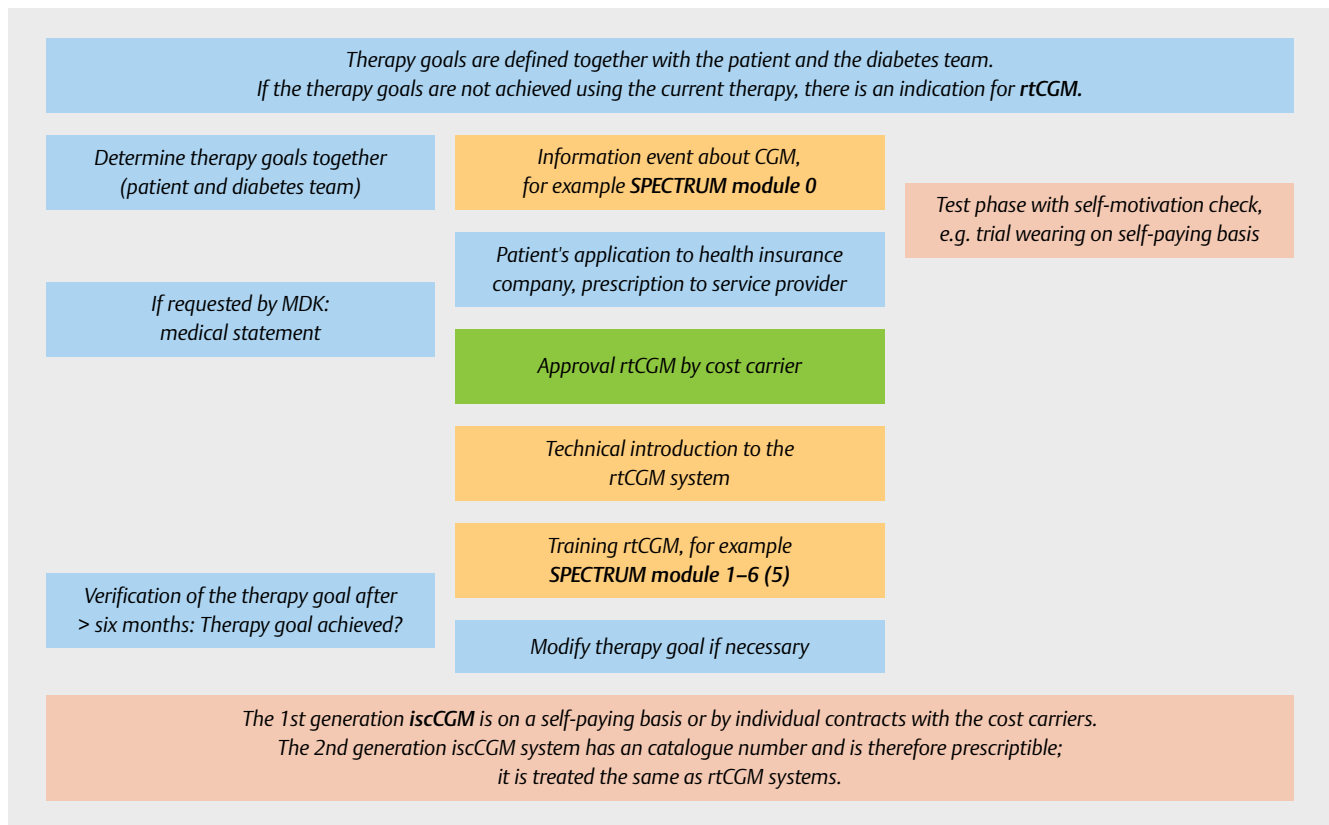 Therapy goals are defined together with the patient and the diabetes team.
If the therapy goals are not achieved using the current therapy, there is an indication for rtCGM.
Determine therapy goals together
(patient and diabetes team)
Information event about CGM,
for example SPECTRUM module 0
Test phase with self-motivation check,
e.g. trial wearing on self-paying basis
Patient's application to health insurance
company, prescription to service provider
If requested by MDK:
medical statement
Approval rtCGM by cost carrier
Technical introduction to the
rtCGM system
Training rtCGM, for example
SPECTRUM module 1–6 (5)
Verification of the therapy goal after
> six months: Therapy goal achieved?
Modify therapy goal if necessary
The 1st generation iscCGM is on a self-paying basis or by individual contracts with the cost carriers.
The 2nd generation iscCGM system has an catalogue number and is therefore prescriptible;
it is treated the same as rtCGM systems.